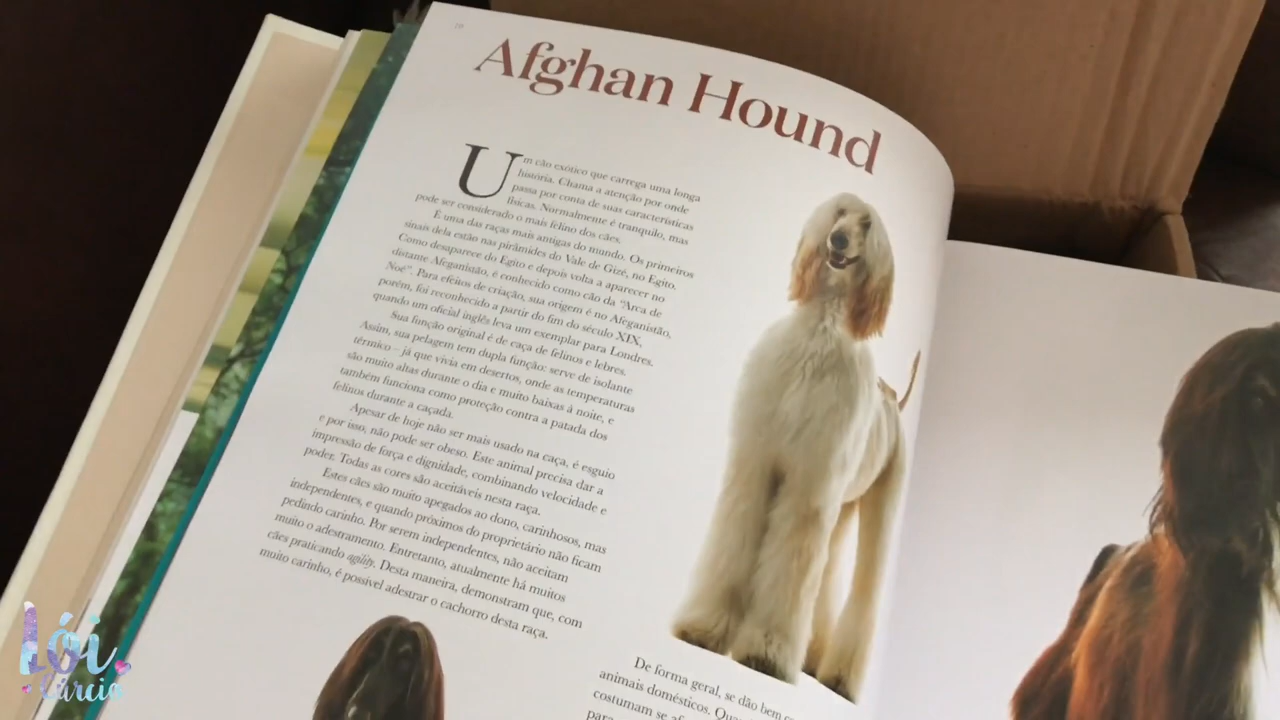 Afghan Hound
Um cão exótico que carrega uma longa
história. Chama a atenção por onde
passa por conta de suas características
físicas. Normalmente é tranquilo, mas
pode ser considerado o mais felino dos cães.
É uma das raças mais antigas do mundo. Os primeiros
sinais dela estão nas pirâmides do Vale de Gizé, no Egito.
Como desaparece do Egito e depois volta a aparecer no
distante Afeganistão, é conhecido como cão da "Arca de
Noé". Para efeitos de criação, sua origem é no Afeganistão,
porém, foi reconhecido a partir do fim do século XIX,
quando um oficial inglês leva um exemplar para Londres.
Sua função original é de caça de felinos e lebres.
Assim, sua pelagem tem dupla função: serve de isolante
térmico – já que vivia em desertos, onde as temperaturas
são muito altas durante o dia e muito baixas à noite, e
também funciona como proteção contra a patada dos
felinos durante a caçada.
Apesar de hoje não ser mais usado na caça, é esguio
e por isso, não pode ser obeso. Este animal precisa dar a
impressão de força e dignidade, combinando velocidade e
poder. Todas as cores são aceitáveis nesta raça.
Estes cães são muito apegados ao dono, carinhosos, mas
independentes, e quando próximos do proprietário não ficam
pedindo carinho. Por serem independentes, não aceitam
muito o adestramento. Entretanto, atualmente há muitos
cães praticando agility. Desta maneira, demonstram que, com
muito carinho, é possível adestrar o cachorro desta raça.
De forma geral, se dão bem c
animais domésticos. Qua
costumam se af
para
Lói
Garcia